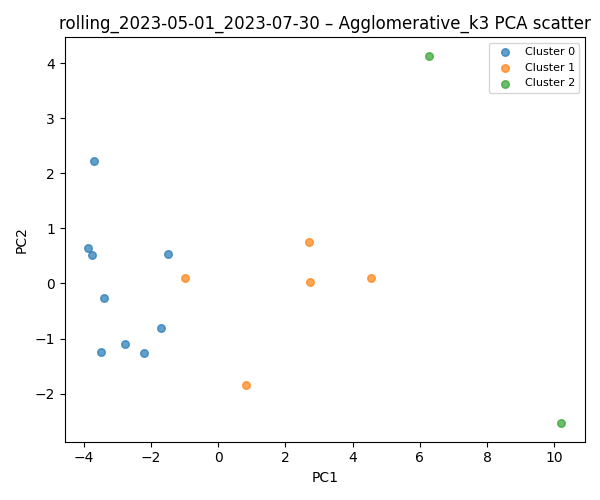 rolling_2023-05-01_2023-07-30 – Agglomerative_k3 PCA scatter
Cluster 0
Cluster 1
Cluster 2
4
3
2
1
0
−1
−2
PC2
−4 −2 0 2 4 6 8 10
PC1